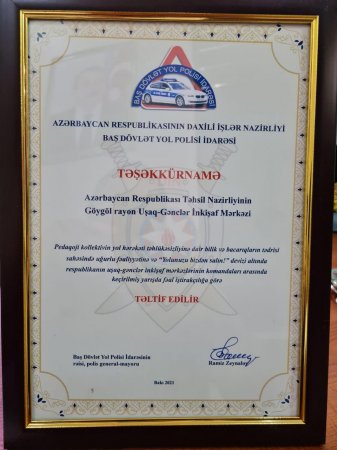 BAŞ DÖVLƏT YOL POLİSİ İDARƏSİ
AZƏRBAYCAN RESPUBLİKASININ DAXİLİ İŞLƏR NAZİRLİYİ
BAŞ DÖVLƏT YOL POLİSİ İDARƏSİ
TƏŞƏKKÜRNAMƏ
Azərbaycan Respublikası Təhsil Nazirliyinin
Göygöl rayon Uşaq-Gənclər İnkişaf Mərkəzi
Pedaqoji kollektivin yol hərəkəti təhlükəsizliyinə dair bilik və bacarıqların tədrisi
sahəsində uğurlu fəaliyyətinə və "Yolunuzu bizdən salın!" devizi altında
respublikanın uşaq-gənclər inkişaf mərkəzlərinin komandaları arasında
keçirilmiş yarışda fəal iştirakçılığa görə
TƏLTİF EDİLİR
Baş Dövlət Yol Polisi İdarəsinin
rəisi, polis general-mayoru
Ramiz Zeynalov
Bakı 2021